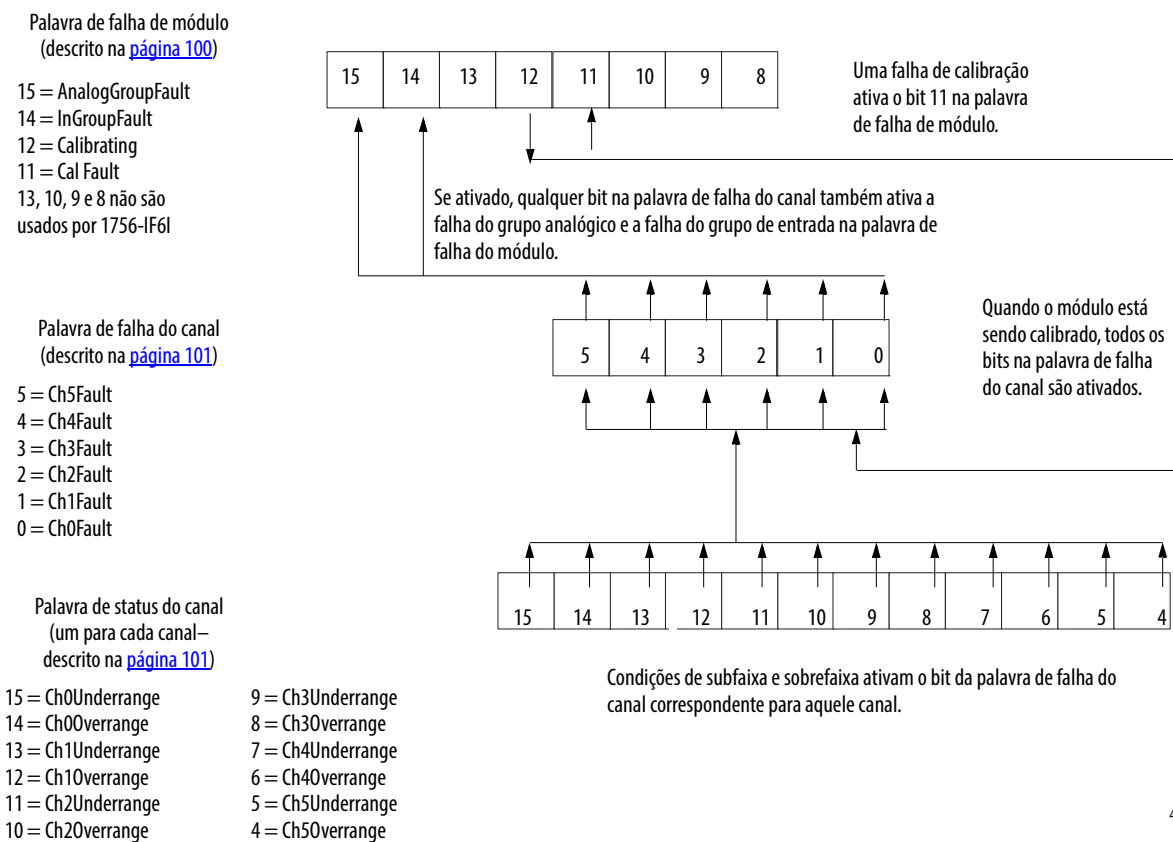 Palavra de falha de módulo
(descrito na página 100)
15 = AnalogGroupFault
14 = InGroupFault
12 = Calibrating
11 = Cal Fault
13, 10, 9 e 8 não são
usados por 1756-IF6I
15 14 13 12 11 10 9 8
Uma falha de calibração
ativa o bit 11 na palavra
de falha de módulo.
Se ativado, qualquer bit na palavra de falha do canal também ativa a
falha do grupo analógico e a falha do grupo de entrada na palavra de
falha do módulo.
Palavra de falha do canal
(descrito na página 101)
5 = Ch5Fault
4 = Ch4Fault
3 = Ch3Fault
2 = Ch2Fault
1 = Ch1Fault
0 = Ch0Fault
5 4 3 2 1 0
Quando o módulo está
sendo calibrado, todos os
bits na palavra de falha
do canal são ativados.
15 14 13 12 11 10 9 8 7 6 5 4
Palavra de status do canal
(um para cada canal–
descrito na página 101)
15 = Ch0Underrange
14 = Ch0Overrange
13 = Ch1Underrange
12 = Ch1Overrange
11 = Ch2Underrange
10 = Ch2Overrange
9 = Ch3Underrange
8 = Ch3Overrange
7 = Ch4Underrange
6 = Ch4Overrange
5 = Ch5Underrange
4 = Ch5Overrange
Condições de subfaixa e sobrefaixa ativam o bit da palavra de falha do
canal correspondente para aquele canal.
4